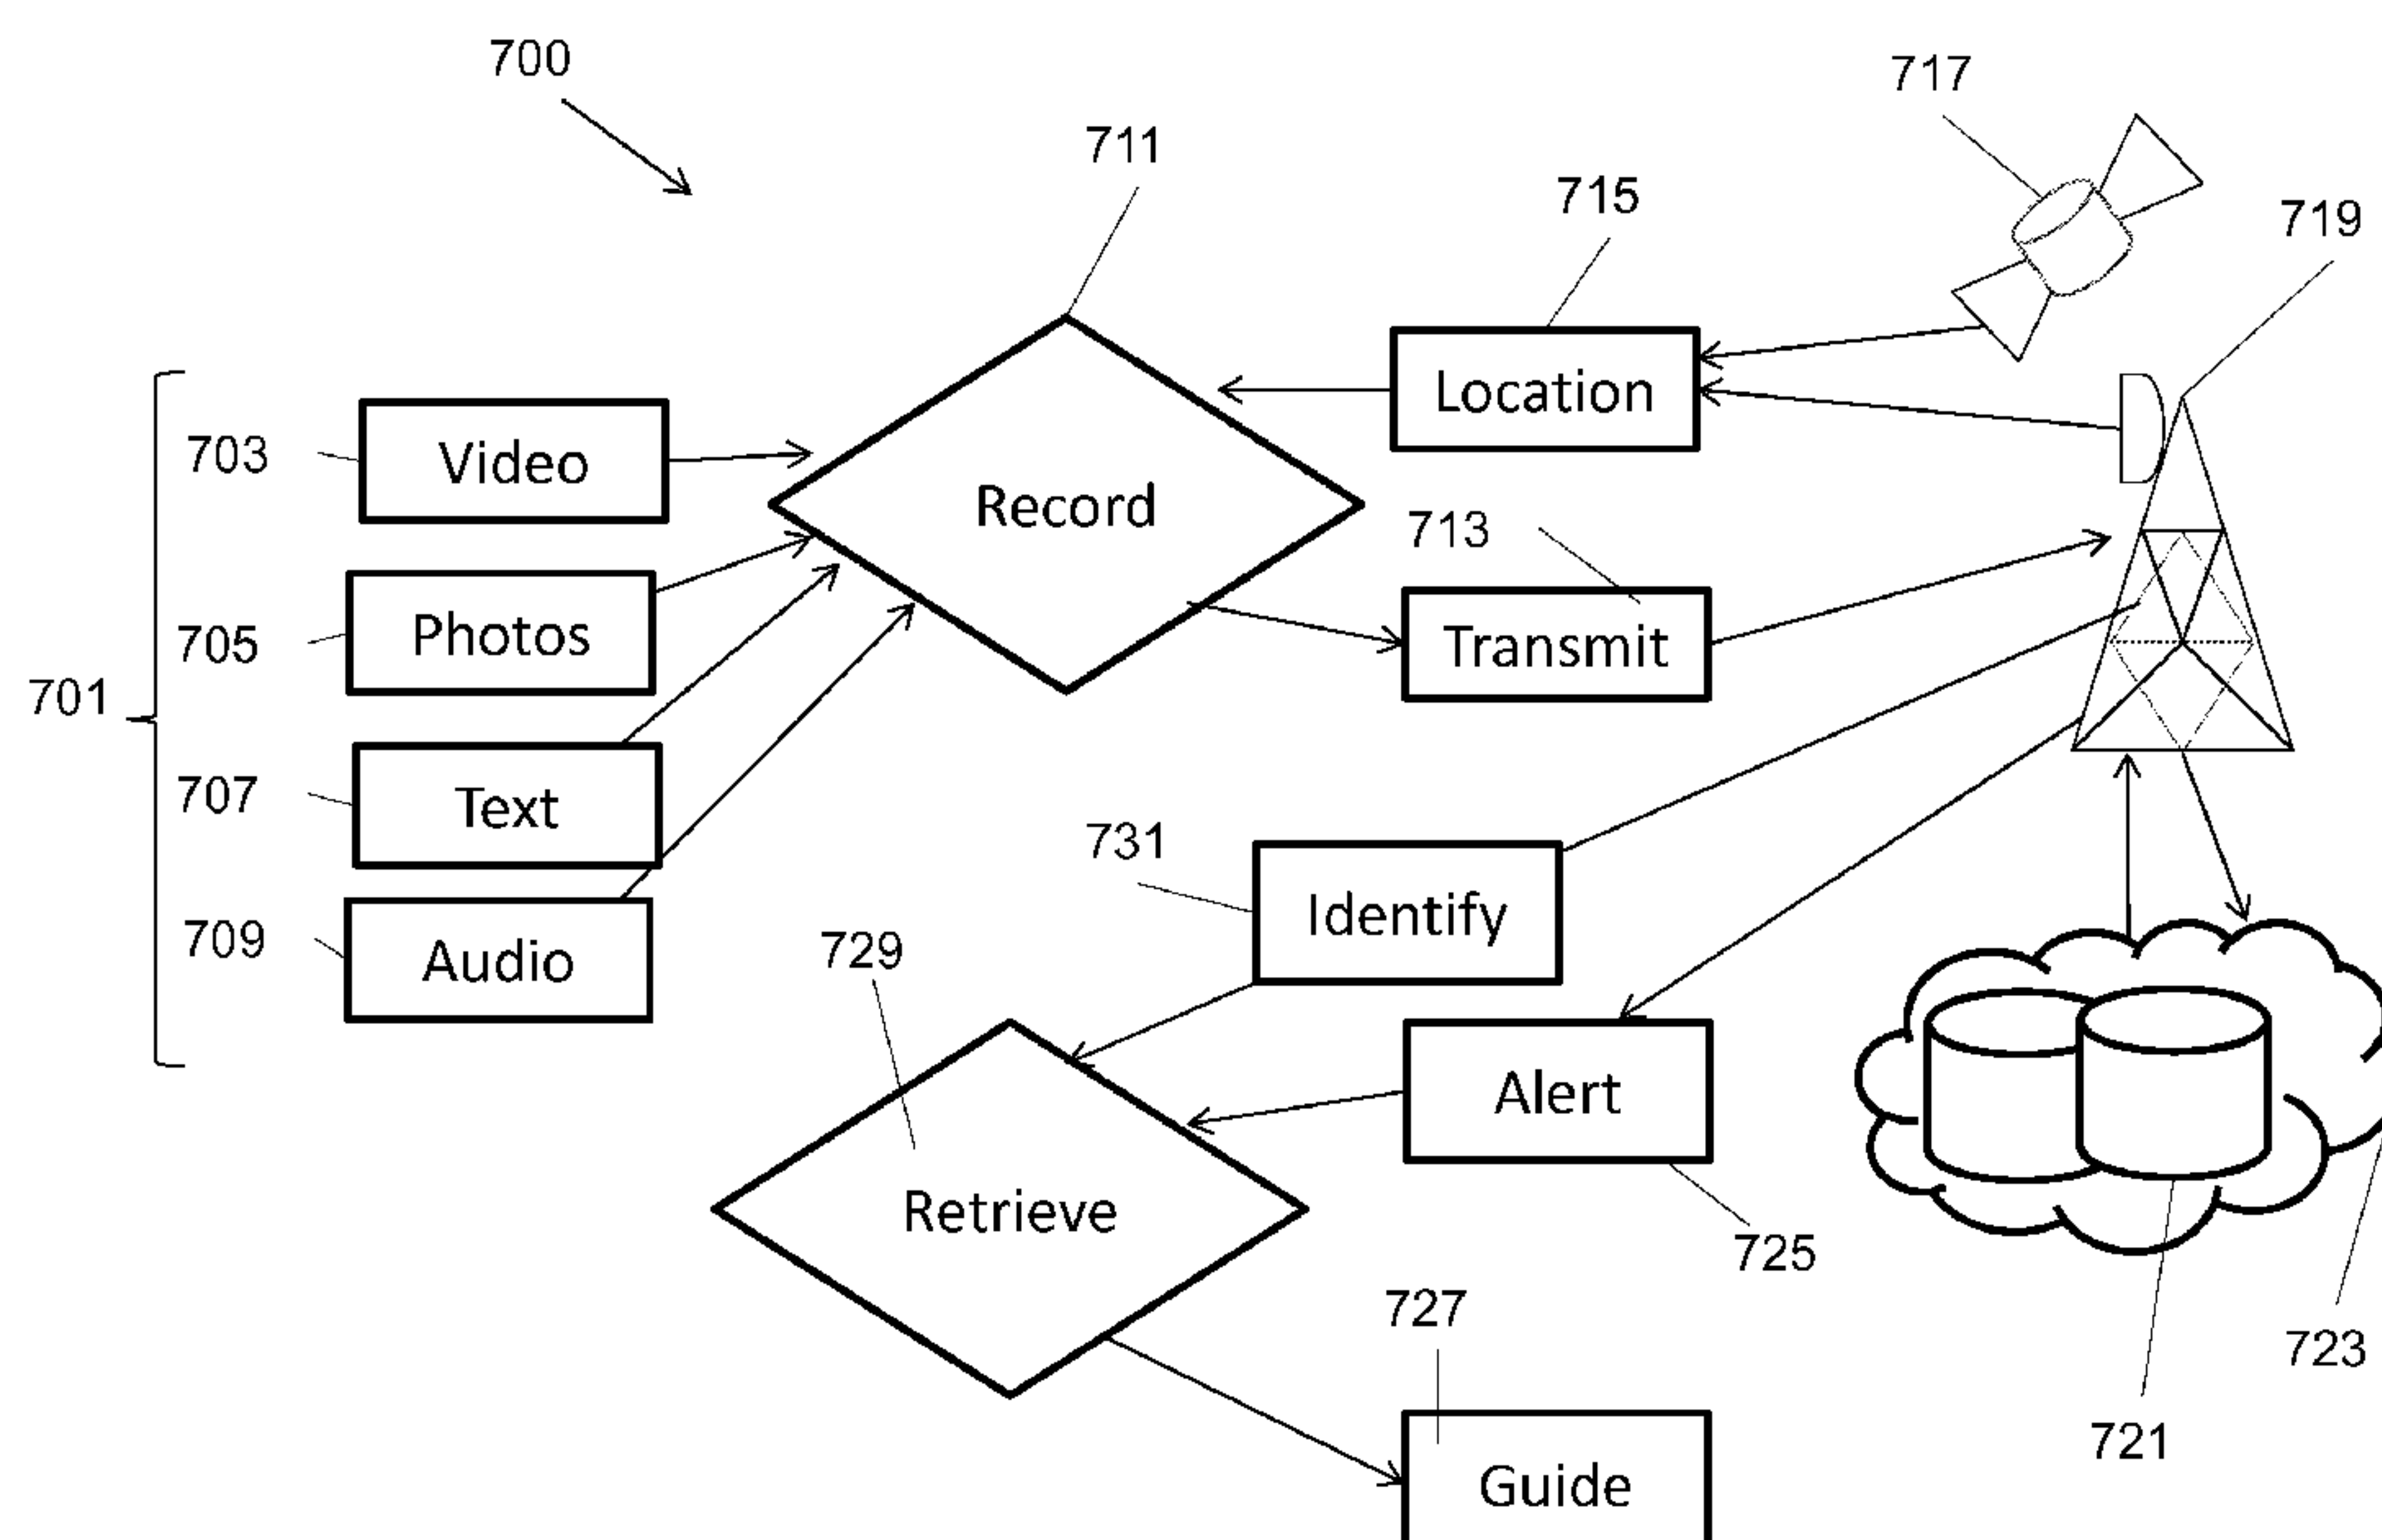 700
717
711
715
719
703
Video
Location
Record
713
705
Photos
Transmit
701
707
Text
731
Identify
709
Audio
729
Alert
Retrieve
725
727
723
721
Guide